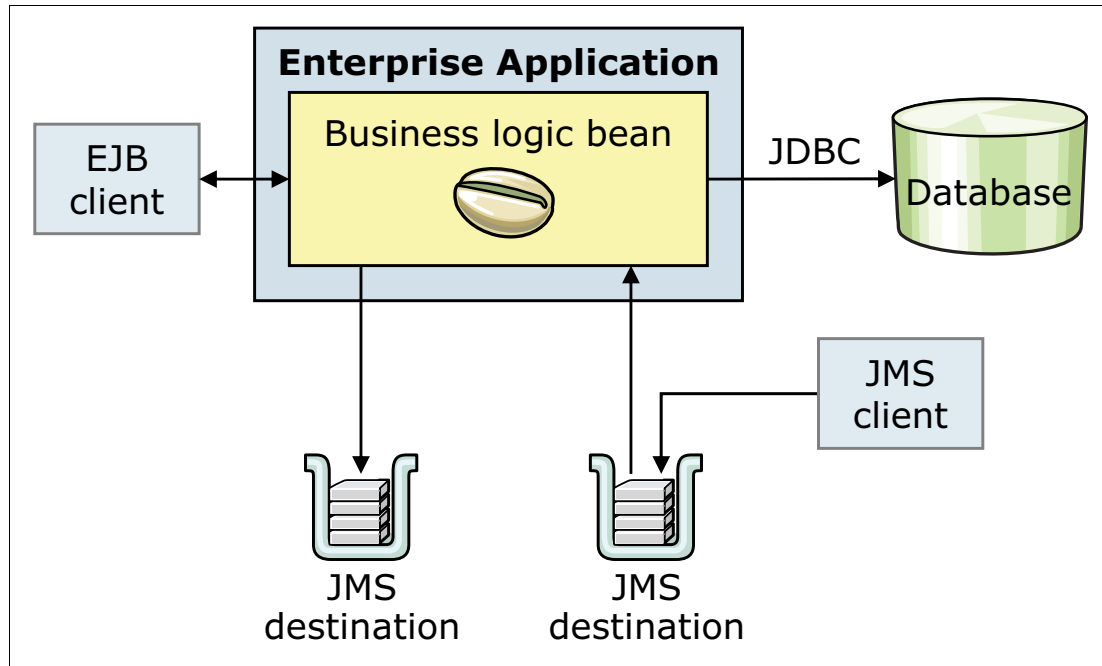 Enterprise Application
Business logic bean
EJB
client
JDBC
Database
JMS
client
JMS
destination
JMS
destination